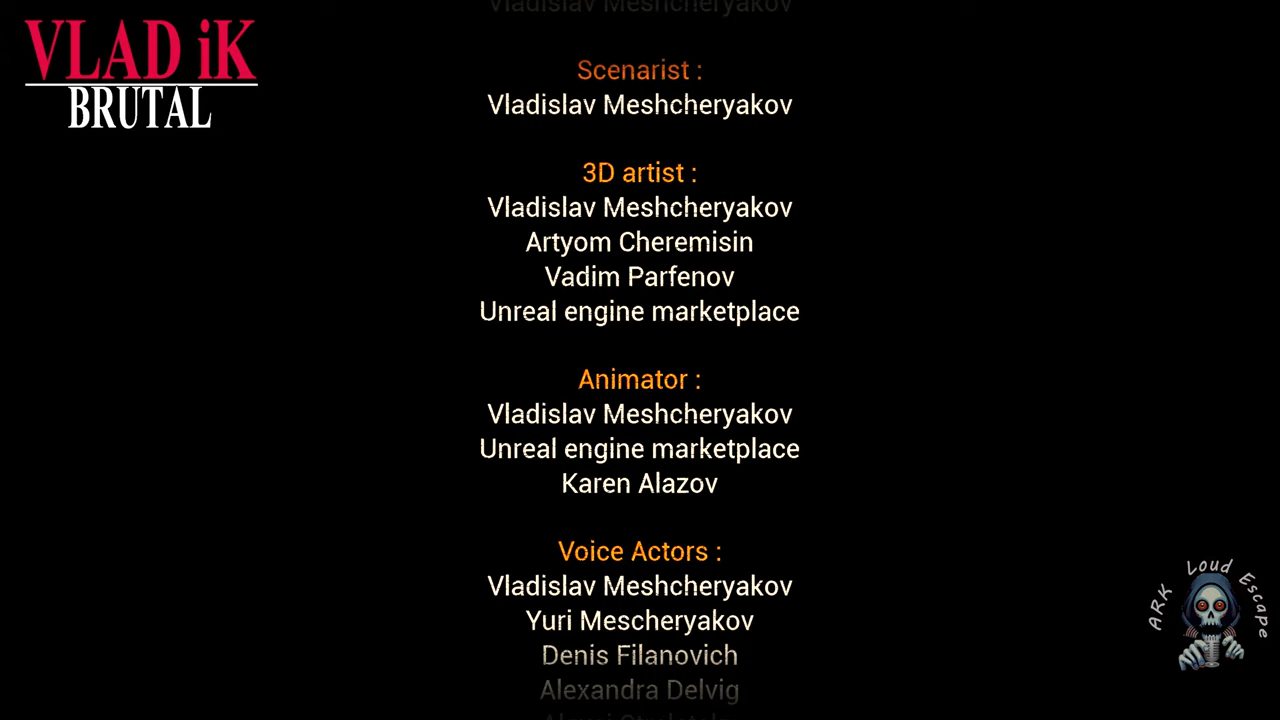 VLAD iK
BRUTAL
Vladislav Meshcheryakov
Scenarist :
Vladislav Meshcheryakov
3D artist :
Vladislav Meshcheryakov
Artyom Cheremisin
Vadim Parfenov
Unreal engine marketplace
Animator :
Vladislav Meshcheryakov
Unreal engine marketplace
Karen Alazov
Voice Actors :
Vladislav Meshcheryakov
Yuri Mescheryakov
Denis Filanovich
Alexandra Delvig
ARK Loud Escape